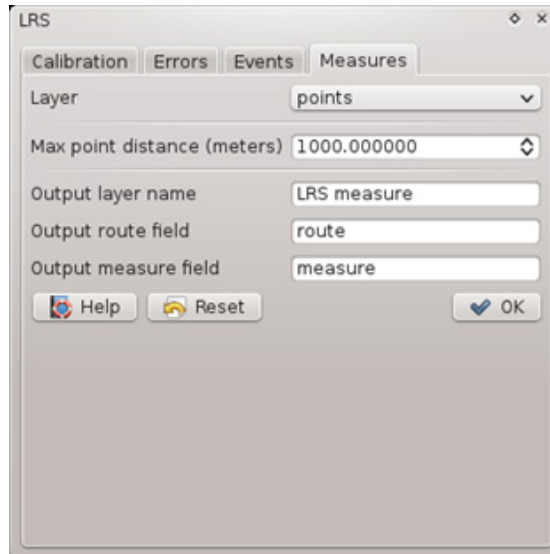 LRS
Calibration Errors Events Measures
Layer points
Max point distance (meters) 1000.000000
Output layer name LRS measure
Output route field route
Output measure field measure
Help Reset OK